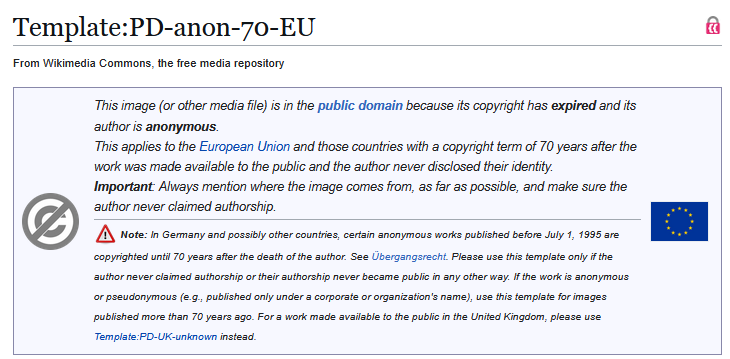 Template:PD-anon-70-EU
From Wikimedia Commons, the free media repository
This image (or other media file) is in the public domain because its copyright has expired and its
author is anonymous.
This applies to the European Union and those countries with a copyright term of 70 years after the
work was made available to the public and the author never disclosed their identity.
Important: Always mention where the image comes from, as far as possible, and make sure the
author never claimed authorship.
Note: In Germany and possibly other countries, certain anonymous works published before July 1, 1995 are
copyrighted until 70 years after the death of the author. See Übergangsrecht. Please use this template only if the
author never claimed authorship or their authorship never became public in any other way. If the work is anonymous
or pseudonymous (e.g., published only under a corporate or organization's name), use this template for images
published more than 70 years ago. For a work made available to the public in the United Kingdom, please use
Template:PD-UK-unknown instead.